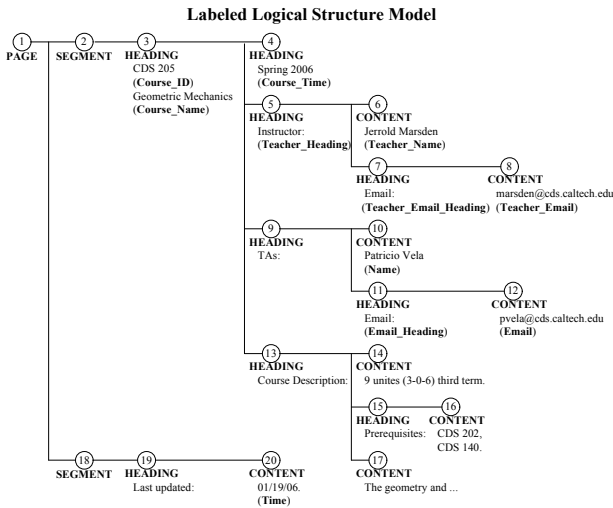 Labeled Logical Structure Model
1 2 3 4
PAGE SEGMENT HEADING HEADING
CDS 205 Spring 2006
(Course_ID) (Course_Time)
Geometric Mechanics
(Course_Name)
5 6
HEADING CONTENT
Instructor: Jerrold Marsden
(Teacher_Heading) (Teacher_Name)
7 8
HEADING CONTENT
Email: marsden@cds.caltech.edu
(Teacher_Email_Heading) (Teacher_Email)
9 10
HEADING CONTENT
TAs: Patricio Vela
(Name)
11 12
HEADING CONTENT
Email: pvela@cds.caltech.edu
(Email_Heading) (Email)
13 14
HEADING CONTENT
Course Description: 9 unites (3-0-6) third term.
15 16
HEADING CONTENT
Prerequisites: CDS 202,
CDS 140.
18 19 20 17
SEGMENT HEADING CONTENT CONTENT
Last updated: 01/19/06. The geometry and ...
(Time)